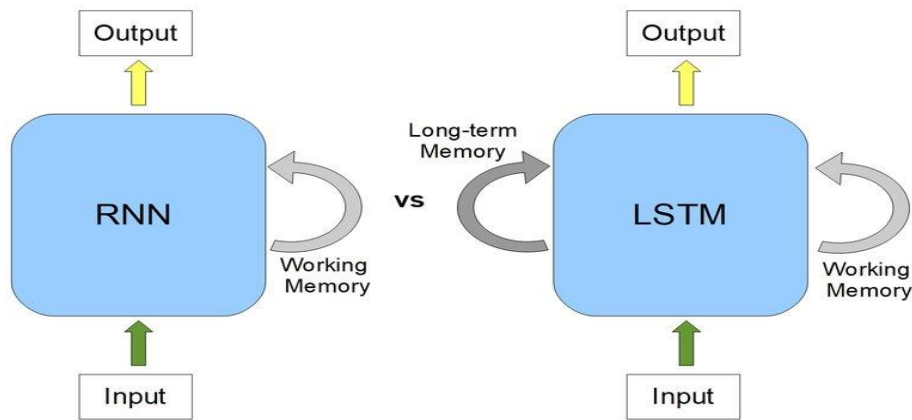 Output
RNN
Working
Memory
Input
vs
Output
Long-term
Memory
LSTM
Working
Memory
Input